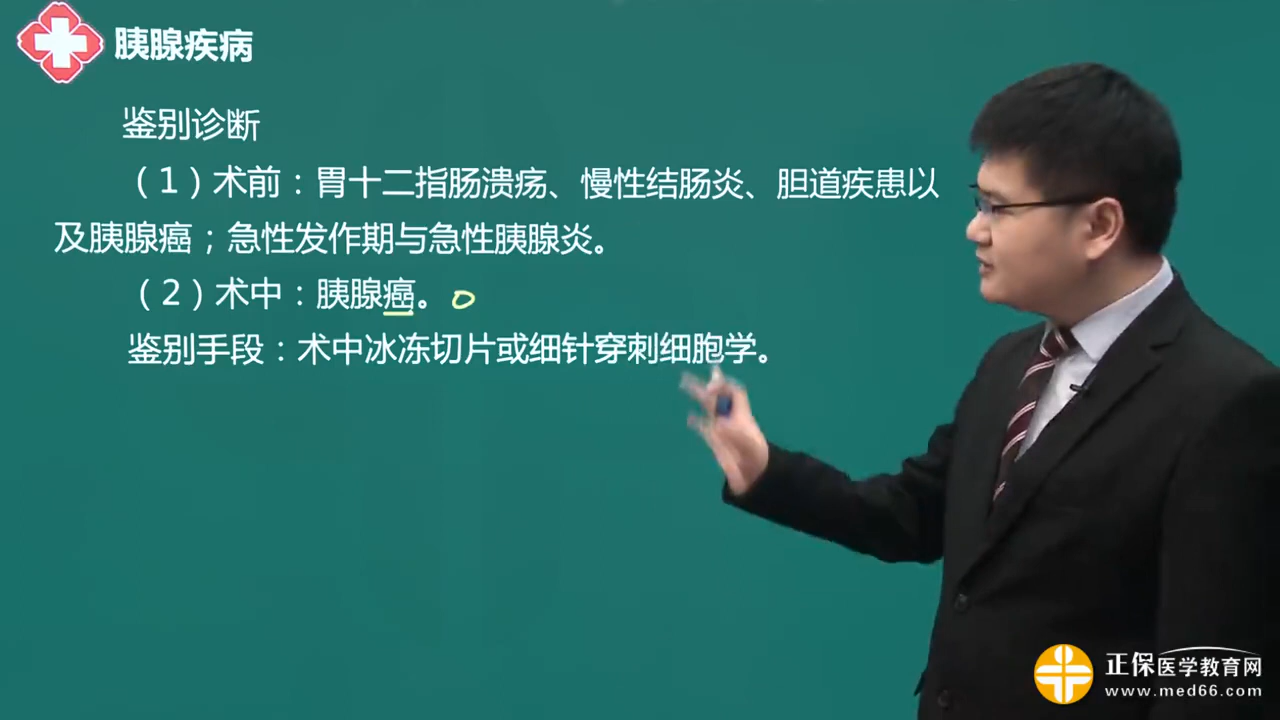 胰腺疾病
鉴别诊断
（1）术前：胃十二指肠溃疡、慢性结肠炎、胆道疾患以
及胰腺癌；急性发作期与急性胰腺炎。
（2）术中：胰腺癌。
鉴别手段：术中冰冻切片或细针穿刺细胞学。
正保医学教育网
www.med66.com